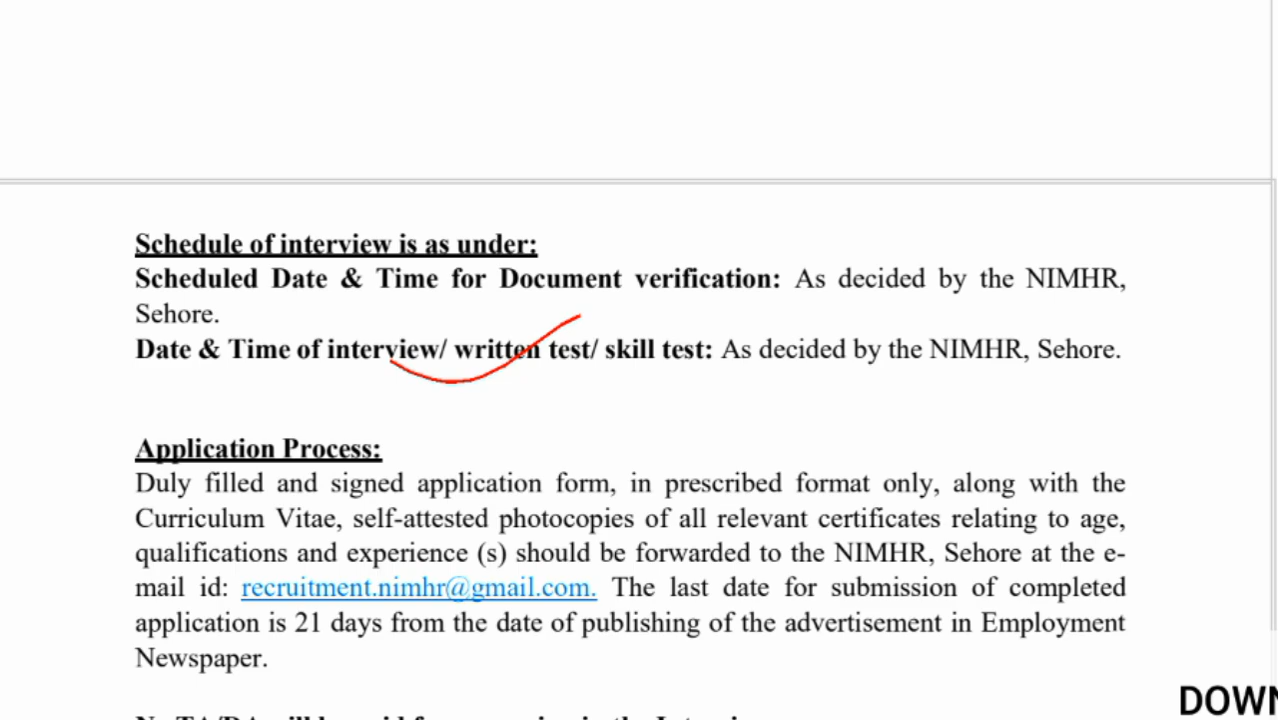 Schedule of interview is as under:
Scheduled Date & Time for Document verification: As decided by the NIMHR,
Sehore.
Date & Time of interview/ written test/ skill test: As decided by the NIMHR, Sehore.
Application Process:
Duly filled and signed application form, in prescribed format only, along with the
Curriculum Vitae, self-attested photocopies of all relevant certificates relating to age,
qualifications and experience (s) should be forwarded to the NIMHR, Sehore at the e-
mail id: recruitment.nimhr@gmail.com. The last date for submission of completed
application is 21 days from the date of publishing of the advertisement in Employment
Newspaper.
DOWN